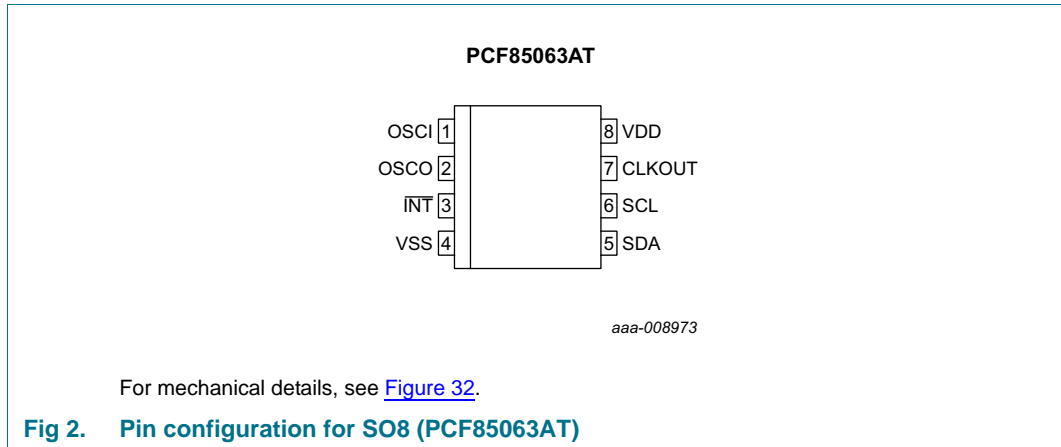 PCF85063AT
OSCI 1
OSCO 2
INT 3
VSS 4
8 VDD
7 CLKOUT
6 SCL
5 SDA
aaa-008973
For mechanical details, see Figure 32.
Fig 2. Pin configuration for SO8 (PCF85063AT)